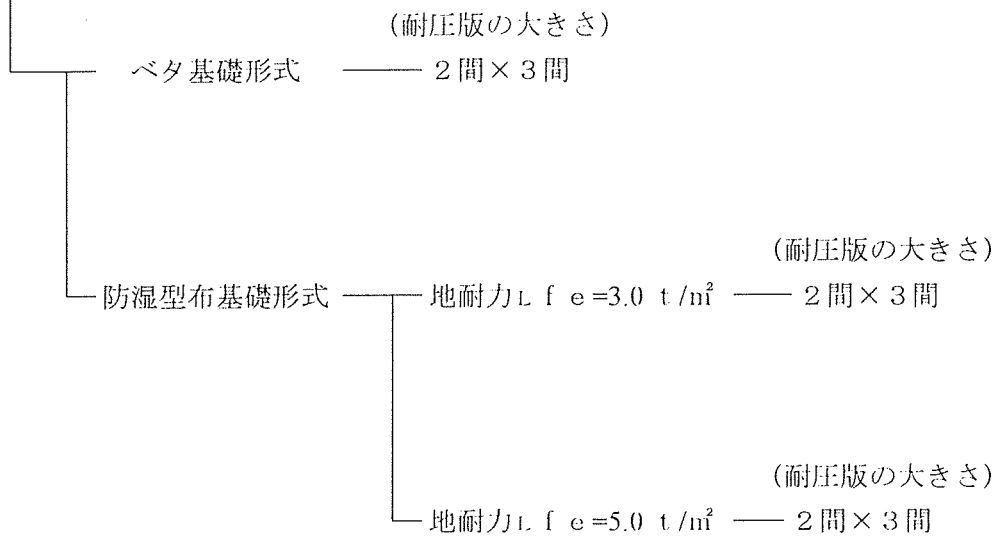 (耐圧版の大きさ)
ベタ基礎形式 2間×3間
(耐圧版の大きさ)
防湿型布基礎形式 地耐力L f e=3.0 t/㎡ 2間×3間
(耐圧版の大きさ)
地耐力L f e=5.0 t/㎡ 2間×3間